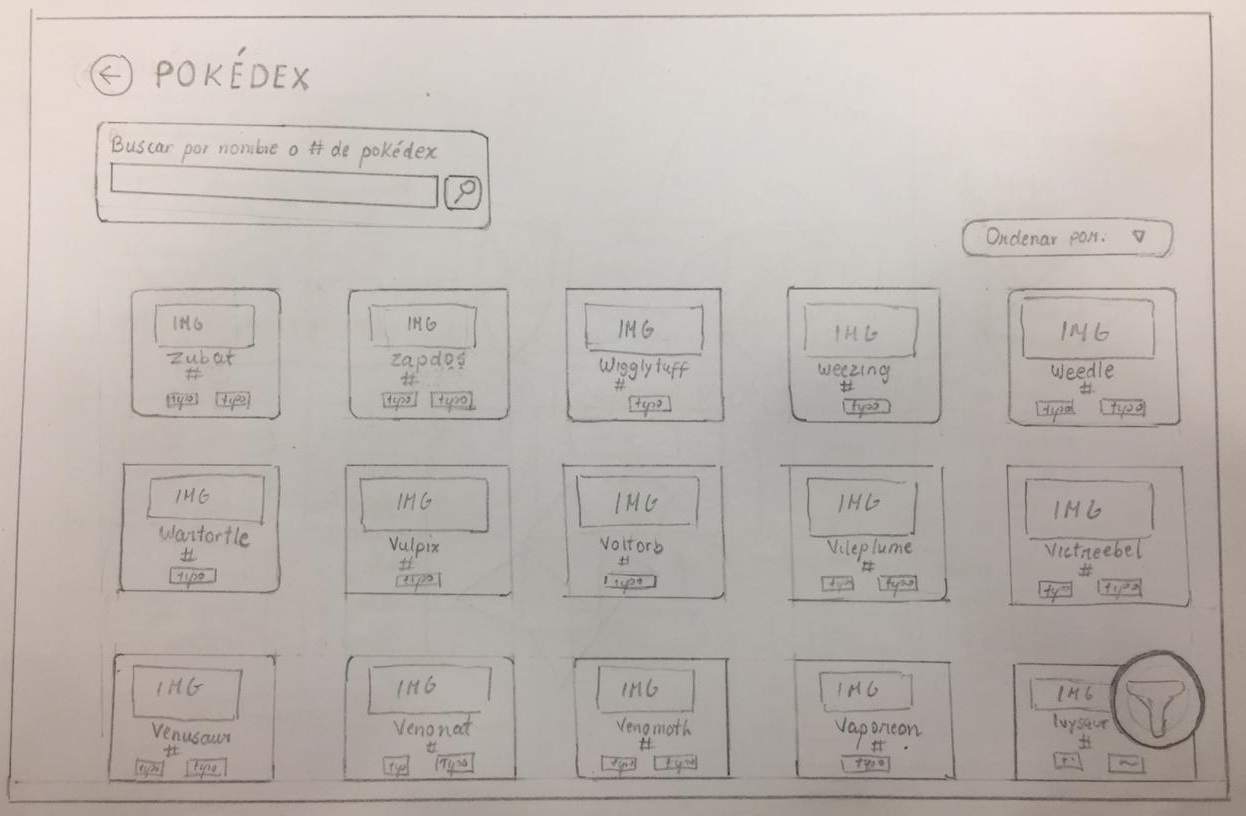 POKÉDEX
Buscar por nombre o # de pokédex
Ordenar por:
IMG IMG IMG IMG IMG
Zubat Zapdos Wigglytuff Weezing Weedle
# # # # #
tipo tipo tipo tipo tipo tipo tipo tipo
IMG IMG IMG IMG IMG
Wartortle Vulpix Voltorb Vileplume Victreebel
# # # # #
tipo tipo tipo tipo tipo tipo tipo
IMG IMG IMG IMG IMG
Venusaur Venonat Venomoth Vaporeon Ivysaur
# # # # #
tipo tipo tip tipo tipo tipo tipo